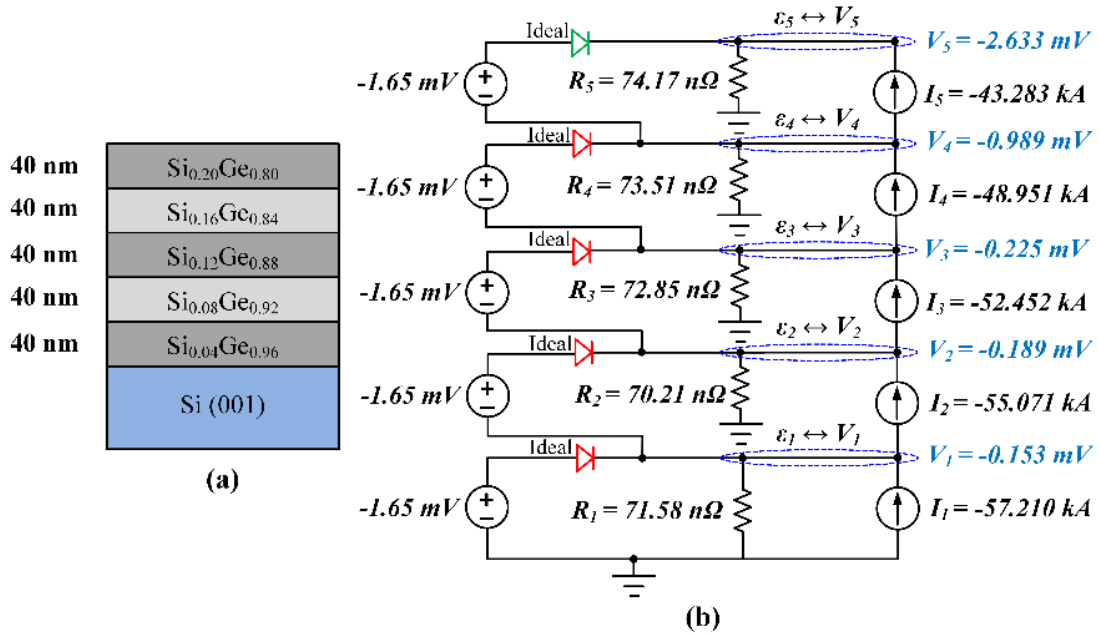 40 nm
40 nm
40 nm
40 nm
40 nm
Si0.20Ge0.80
Si0.16Ge0.84
Si0.12Ge0.88
Si0.08Ge0.92
Si0.04Ge0.96
Si (001)
(a)
Ideal
ε5 ↔ V5
V5 = -2.633 mV
-1.65 mV
R5 = 74.17 nΩ
I5 = -43.283 kA
Ideal
ε4 ↔ V4
V4 = -0.989 mV
-1.65 mV
R4 = 73.51 nΩ
I4 = -48.951 kA
Ideal
ε3 ↔ V3
V3 = -0.225 mV
-1.65 mV
R3 = 72.85 nΩ
I3 = -52.452 kA
Ideal
ε2 ↔ V2
V2 = -0.189 mV
-1.65 mV
R2 = 70.21 nΩ
I2 = -55.071 kA
Ideal
ε1 ↔ V1
V1 = -0.153 mV
-1.65 mV
R1 = 71.58 nΩ
I1 = -57.210 kA
(b)